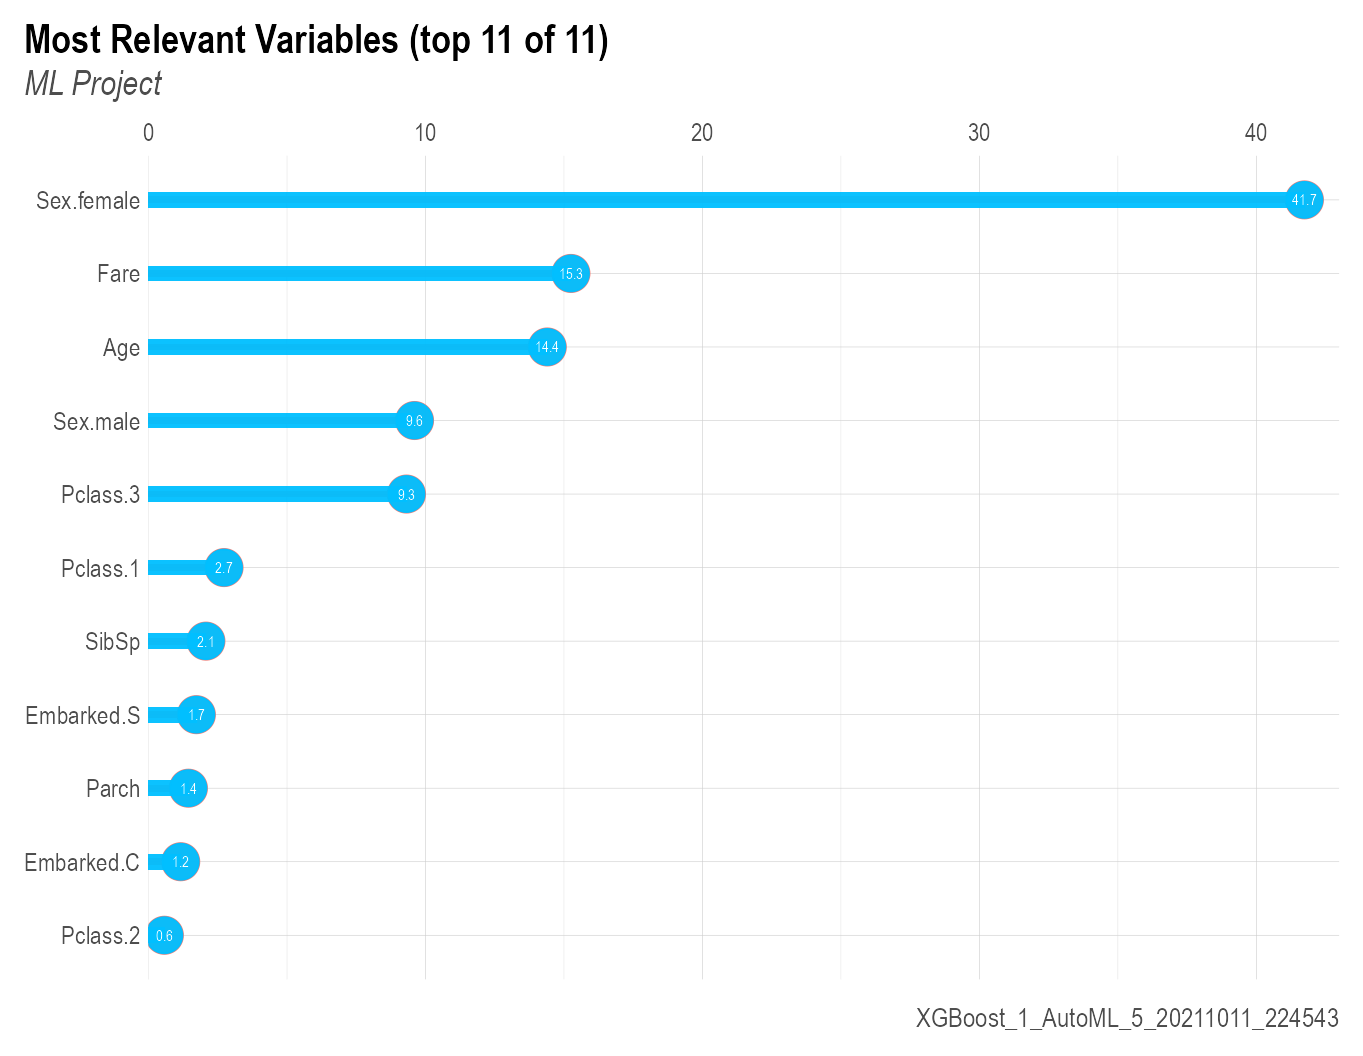 Most Relevant Variables (top 11 of 11)
ML Project
0 10 20 30 40
Sex.female 41.7
Fare 15.3
Age 14.4
Sex.male 9.6
Pclass.3 9.3
Pclass.1 2.7
SibSp 2.1
Embarked.S 1.7
Parch 1.4
Embarked.C 1.2
Pclass.2 0.6
XGBoost_1_AutoML_5_20211011_224543